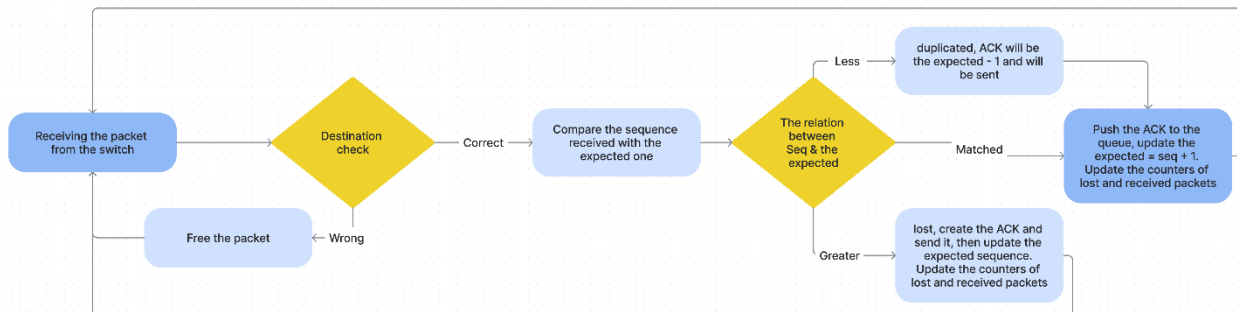 Receiving the packet
from the switch
Destination
check
Correct
Wrong
Free the packet
Compare the sequence
received with the
expected one
The relation
between
Seq & the
expected
Less
duplicated, ACK will be
the expected - 1 and will
be sent
Matched
Push the ACK to the
queue, update the
expected = seq + 1.
Update the counters of
lost and received packets
Greater
lost, create the ACK and
send it, then update the
expected sequence.
Update the counters of
lost and received packets